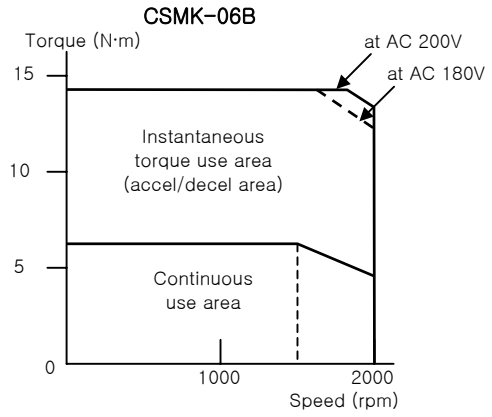 CSMK-06B
Torque (N·m)
at AC 200V
at AC 180V
15
Instantaneous
torque use area
(accel/decel area)
10
5
Continuous
use area
0
1000
2000
Speed (rpm)